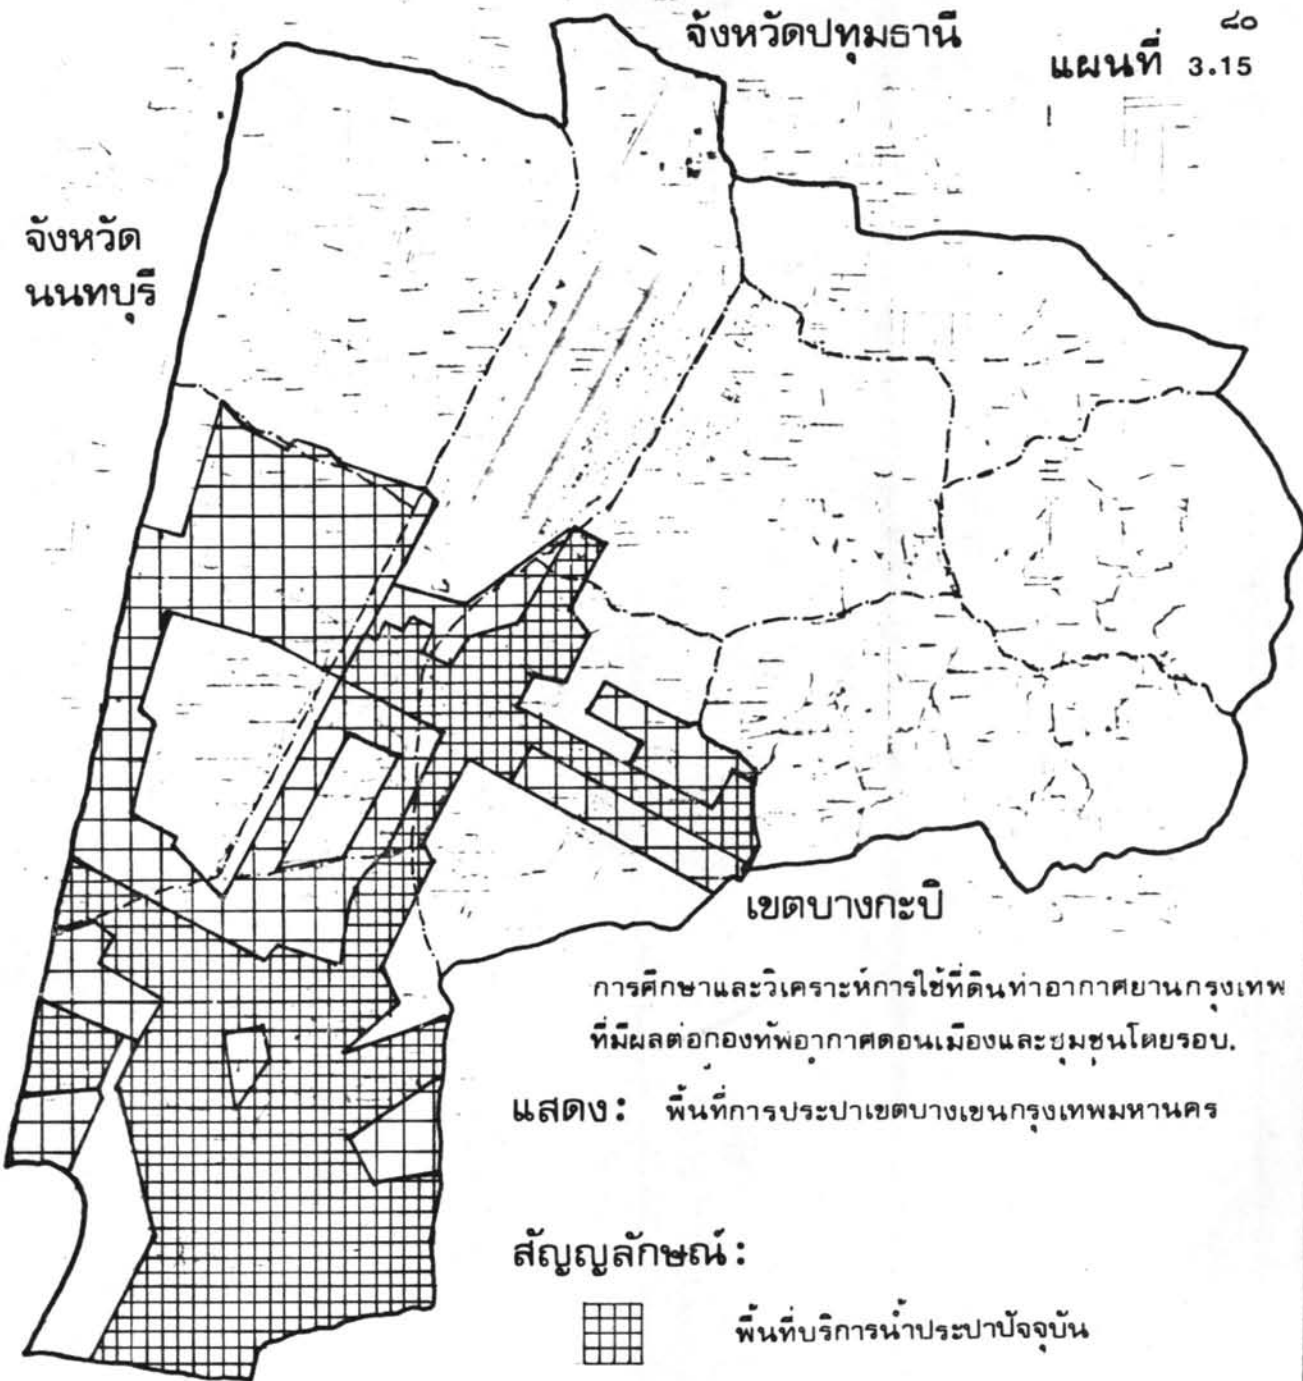 ๘๐
จังหวัดปทุมธานี
แผนที่ 3.15
จังหวัด
นนทบุรี
เขตบางกะปิ
การศึกษาและวิเคราะห์การใช้ที่ดินท่าอากาศยานกรุงเทพ
ที่มีผลต่อกองทัพอากาศดอนเมืองและชุมชนโดยรอบ.
แสดง: พื้นที่การประปาเขตบางเขนกรุงเทพมหานคร
สัญญลักษณ์:
พื้นที่บริการน้ำประปาปัจจุบัน